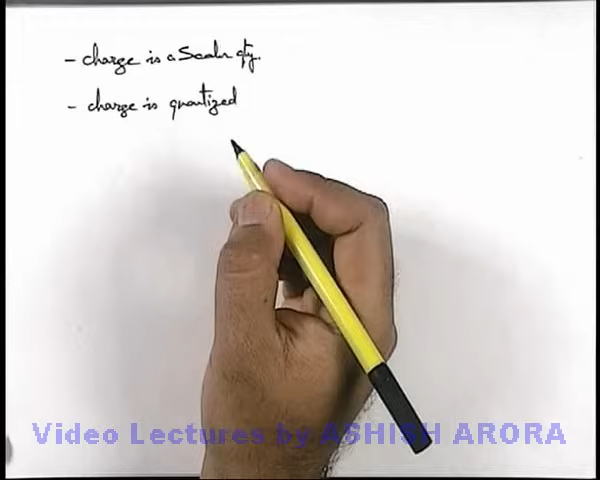 - charge is a Scalar qty.
- charge is quantized
Video Lectures by ASHISH ARORA